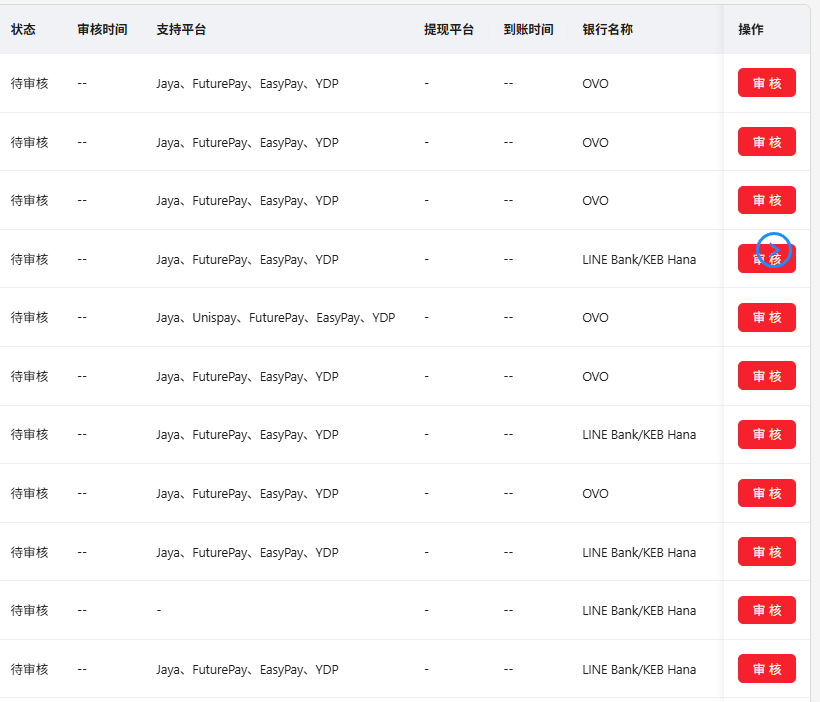 状态 审核时间 支持平台 提现平台 到账时间 银行名称 操作
待审核 -- Jaya、FuturePay、EasyPay、YDP - -- OVO 审 核
待审核 -- Jaya、FuturePay、EasyPay、YDP - -- OVO 审 核
待审核 -- Jaya、FuturePay、EasyPay、YDP - -- OVO 审 核
待审核 -- Jaya、FuturePay、EasyPay、YDP - -- LINE Bank/KEB Hana 审 核
待审核 -- Jaya、Unispay、FuturePay、EasyPay、YDP - -- OVO 审 核
待审核 -- Jaya、FuturePay、EasyPay、YDP - -- OVO 审 核
待审核 -- Jaya、FuturePay、EasyPay、YDP - -- LINE Bank/KEB Hana 审 核
待审核 -- Jaya、FuturePay、EasyPay、YDP - -- OVO 审 核
待审核 -- Jaya、FuturePay、EasyPay、YDP - -- LINE Bank/KEB Hana 审 核
待审核 -- - - -- LINE Bank/KEB Hana 审 核
待审核 -- Jaya、FuturePay、EasyPay、YDP - -- LINE Bank/KEB Hana 审 核